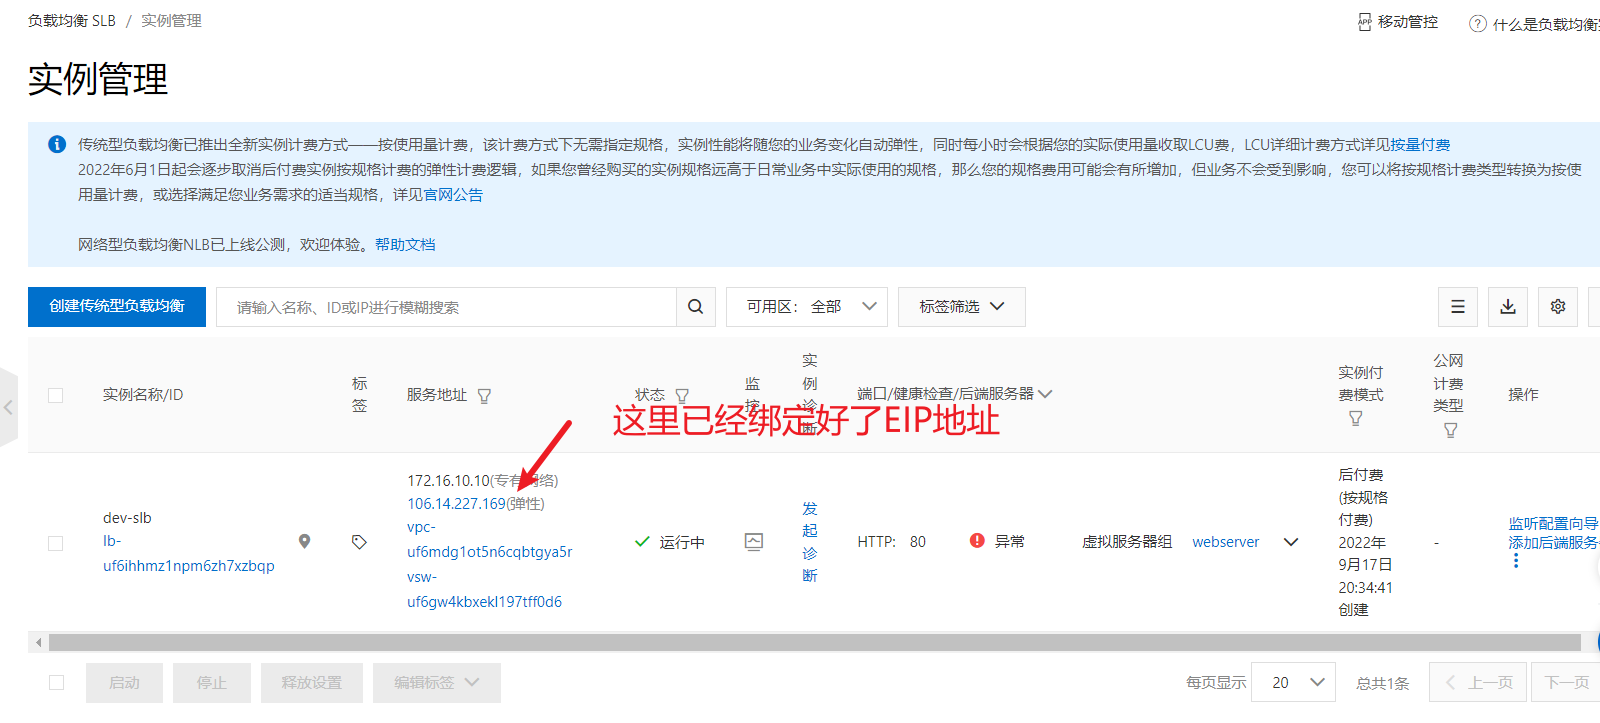 负载均衡 SLB / 实例管理
移动管控
什么是负载均衡
实例管理
传统型负载均衡已推出全新实例计费方式——按使用量计费，该计费方式下无需指定规格，实例性能将随您的业务变化自动弹性，同时每小时会根据您的实际使用量收取LCU费，LCU详细计费方式详见按量付费
2022年6月1日起会逐步取消后付费实例按规格计费的弹性计费逻辑，如果您曾经购买的实例规格远高于日常业务中实际使用的规格，那么您的规格费用可能会有所增加，但业务不会受到影响，您可以将按规格计费类型转换为按使
用量计费，或选择满足您业务需求的适当规格，详见官网公告
网络型负载均衡NLB已上线公测，欢迎体验。帮助文档
创建传统型负载均衡
请输入名称、ID或IP进行模糊搜索
可用区： 全部
标签筛选
实例名称/ID
标
签
服务地址
状态
监
控
实
例
诊
断
端口/健康检查/后端服务器
实例付
费模式
公网
计费
类型
操作
这里已经绑定好了EIP地址
dev-slb
lb-
uf6ihhmz1npm6zh7xzbqp
172.16.10.10(专有网络)
106.14.227.169(弹性)
vpc-
uf6mdg1ot5n6cqbtgya5r
vsw-
uf6gw4kbxekl197tff0d6
运行中
发
起
诊
断
HTTP: 80
异常
虚拟服务器组 webserver
后付费
(按规格
付费)
2022年
9月17日
20:34:41
创建
-
监听配置向导
添加后端服务
启动
停止
释放设置
编辑标签
每页显示 20
总共1条
上一页
下一页